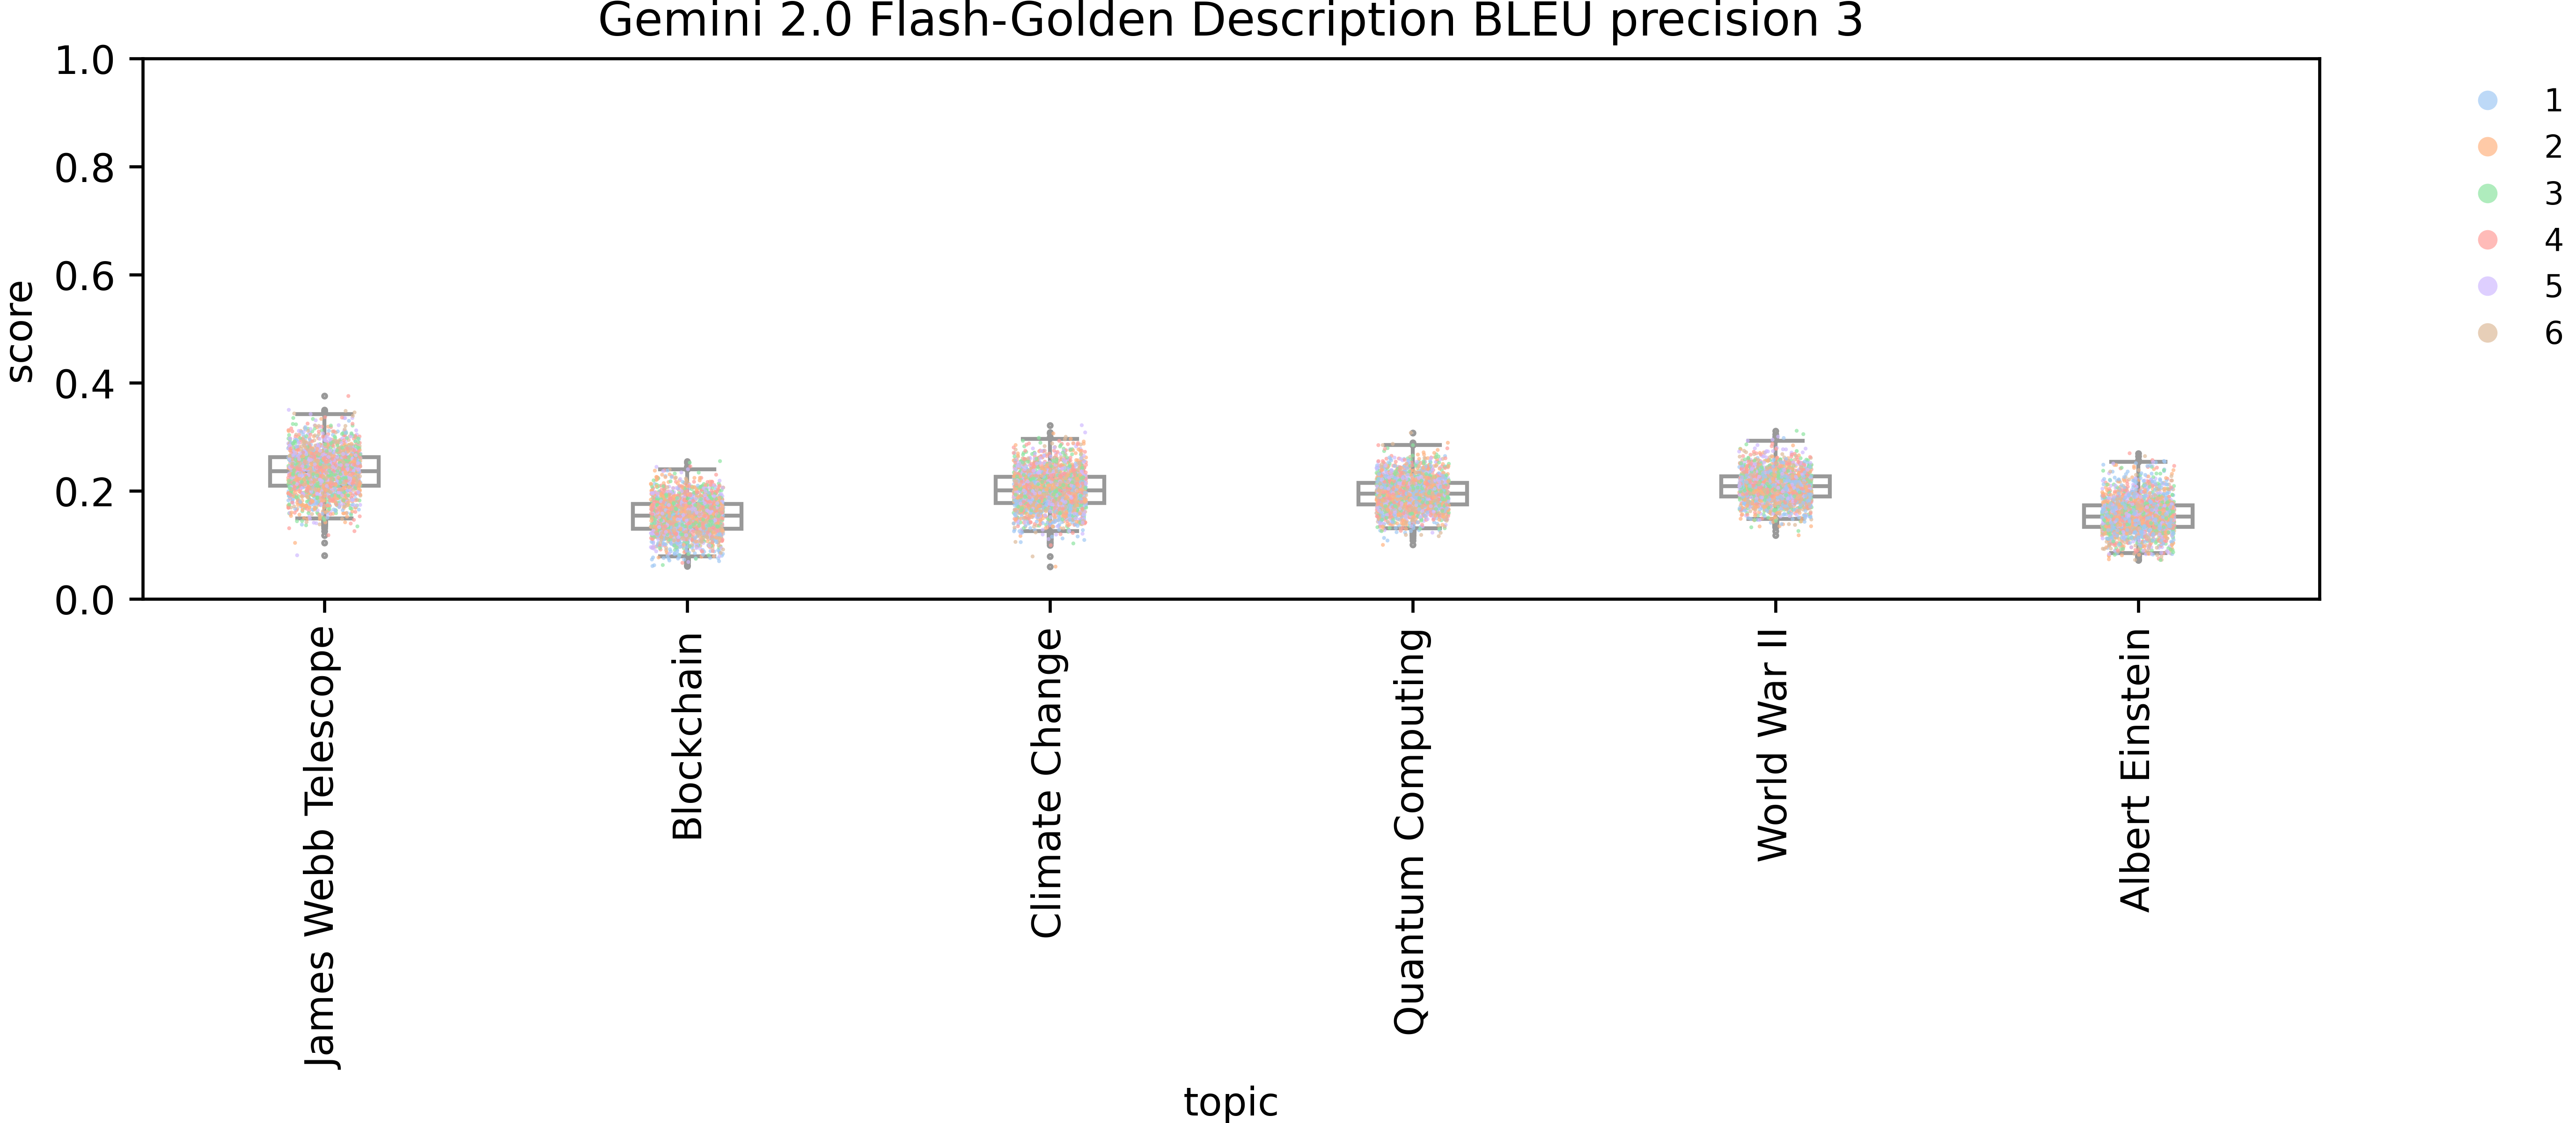 Gemini 2.0 Flash-Golden Description BLEU precision 3
1.0
0.8
0.6
0.4
0.2
0.0
score
James Webb Telescope
Blockchain
Climate Change
Quantum Computing
World War II
Albert Einstein
topic
1
2
3
4
5
6